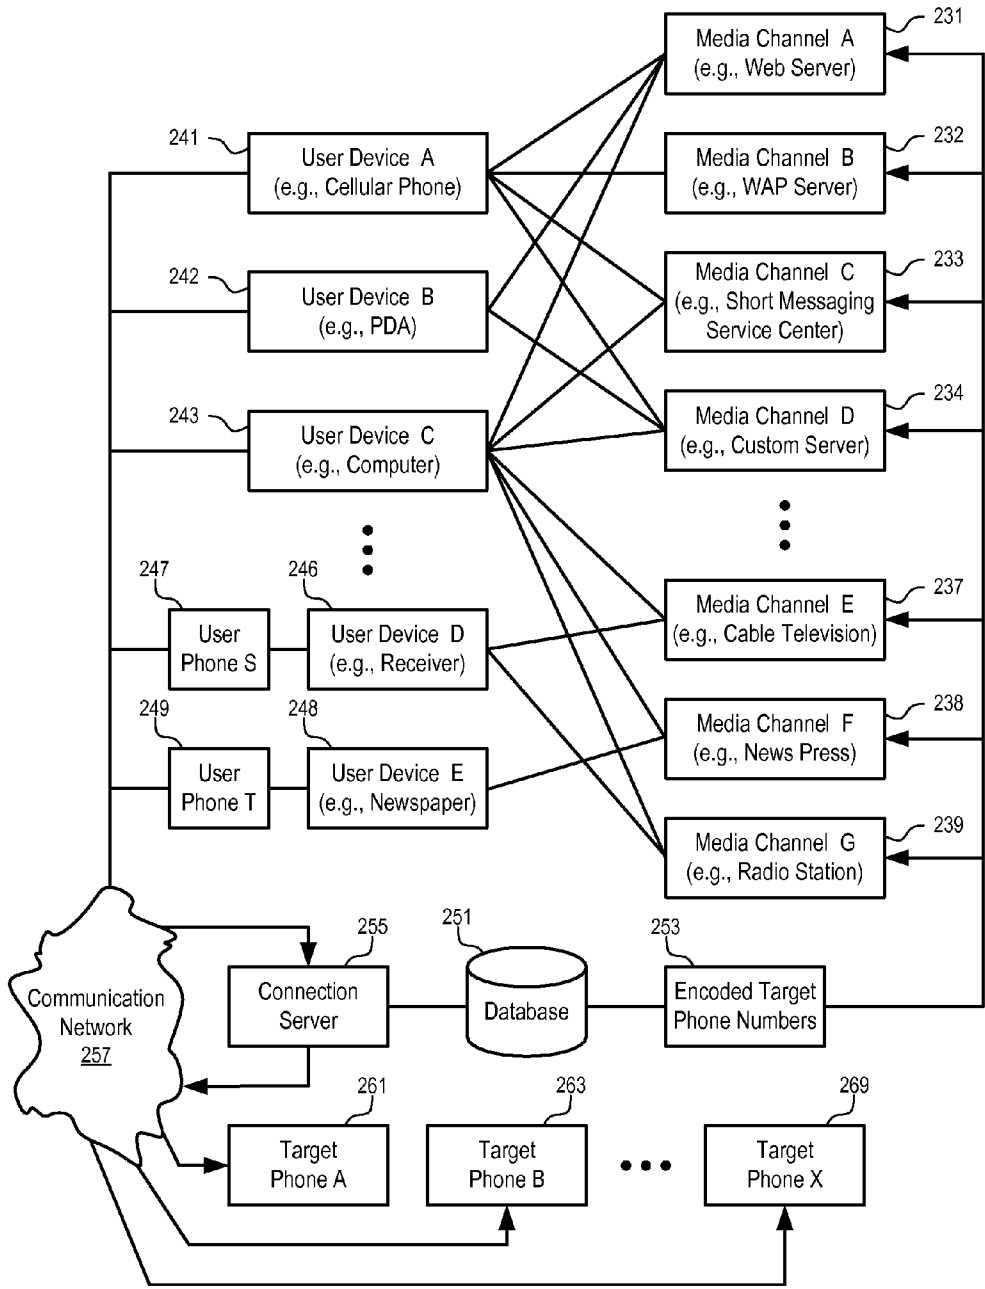 231
Media Channel A
(e.g., Web Server)
241
User Device A
(e.g., Cellular Phone)
232
Media Channel B
(e.g., WAP Server)
242
User Device B
(e.g., PDA)
233
Media Channel C
(e.g., Short Messaging
Service Center)
243
User Device C
(e.g., Computer)
234
Media Channel D
(e.g., Custom Server)
247
User
Phone S
246
User Device D
(e.g., Receiver)
237
Media Channel E
(e.g., Cable Television)
249
User
Phone T
248
User Device E
(e.g., Newspaper)
238
Media Channel F
(e.g., News Press)
239
Media Channel G
(e.g., Radio Station)
Communication
Network
257
255
Connection
Server
251
Database
253
Encoded Target
Phone Numbers
261
Target
Phone A
263
Target
Phone B
269
Target
Phone X